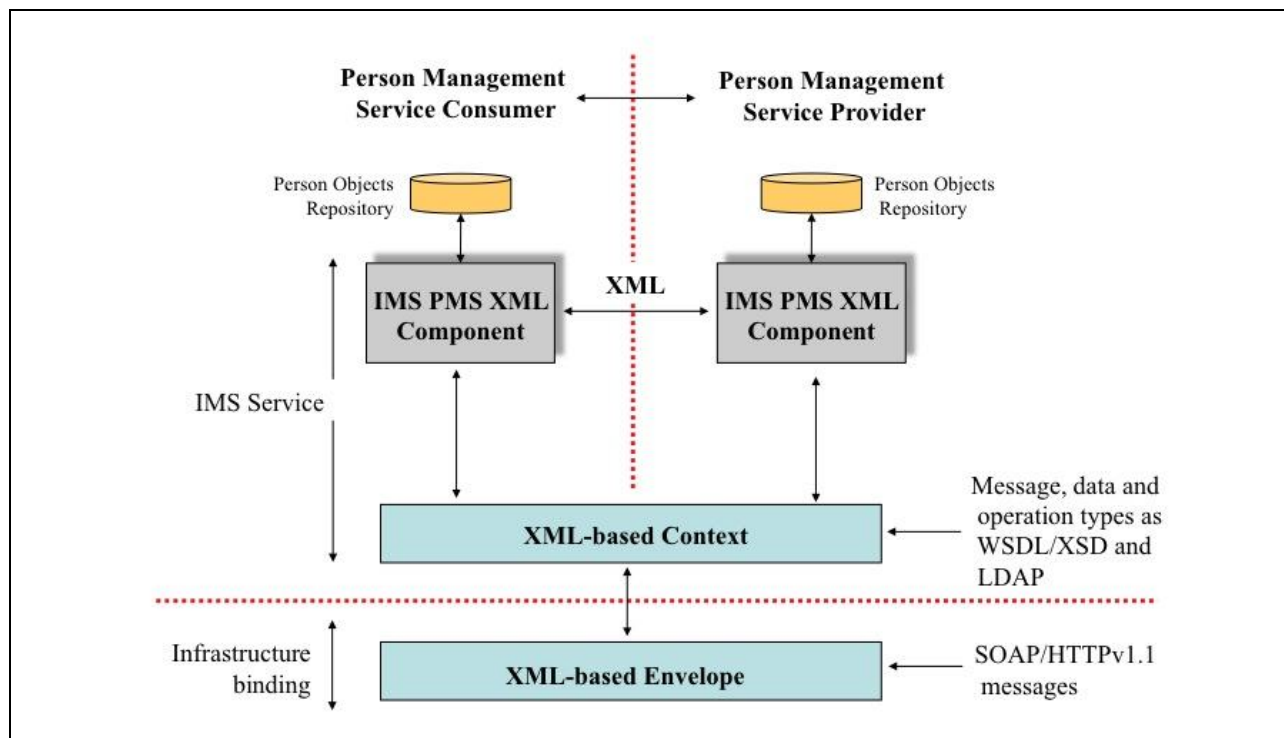 Person Management
Service Consumer
Person Management
Service Provider
Person Objects
Repository
Person Objects
Repository
XML
IMS PMS XML
Component
IMS PMS XML
Component
IMS Service
XML-based Context
Message, data and
operation types as
WSDL/XSD and
LDAP
Infrastructure
binding
XML-based Envelope
SOAP/HTTPv1.1
messages